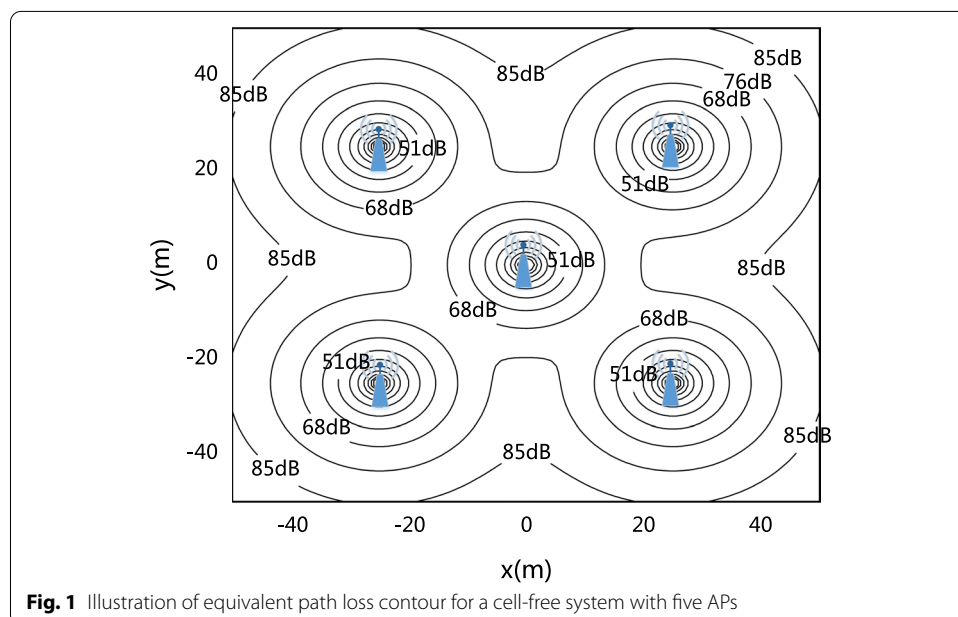 85dB
40
85dB
76dB
85dB
68dB
51dB
20
51dB
68dB
y(m)
0
85dB
51dB
85dB
68dB
68dB
-20
51dB
51dB
68dB
85dB
-40
85dB
85dB
-40
-20
0
20
40
x(m)
Fig. 1 Illustration of equivalent path loss contour for a cell-free system with five APs